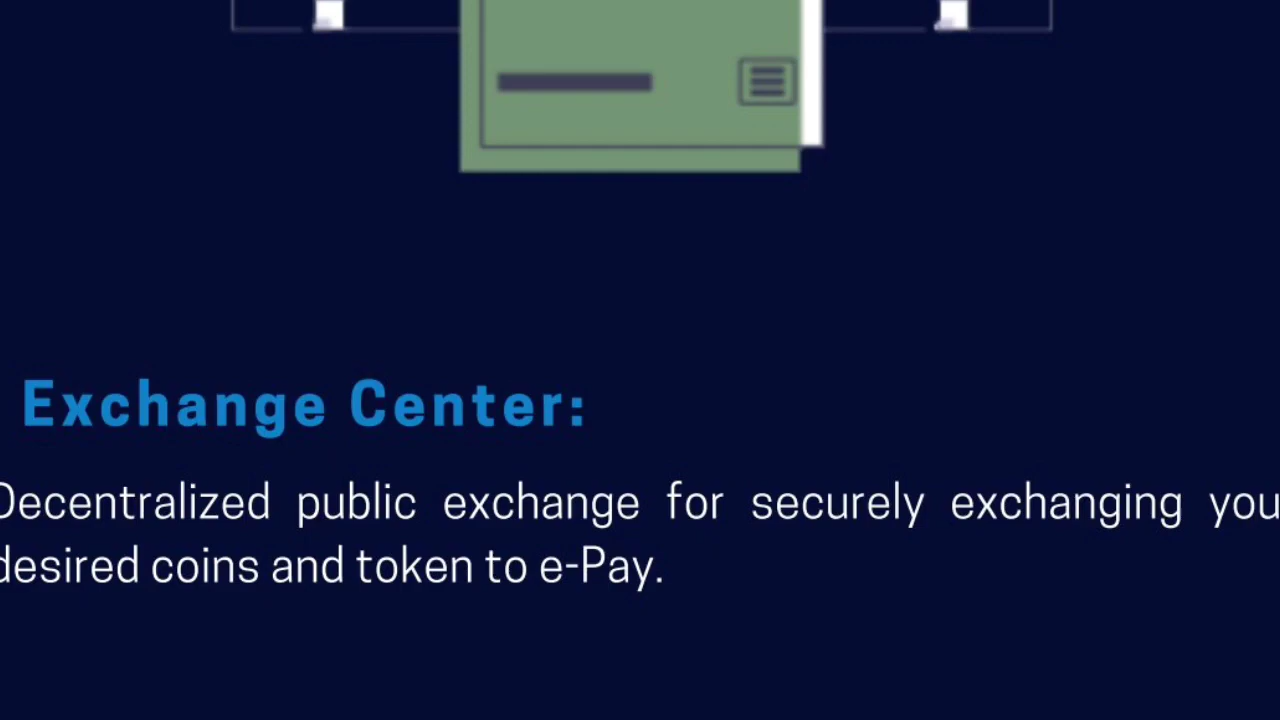 Exchange Center:
Decentralized public exchange for securely exchanging you
desired coins and token to e-Pay.